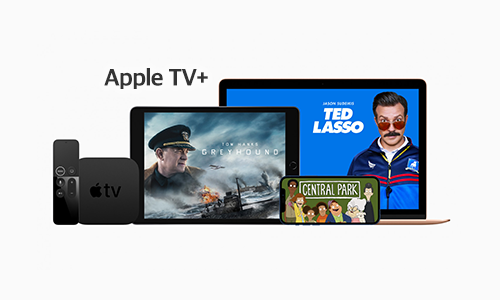 Apple TV+
JASON SUDEIKIS
TED
LASSO
TOM HANKS
GREYHOUND
tv
CENTRAL PARK